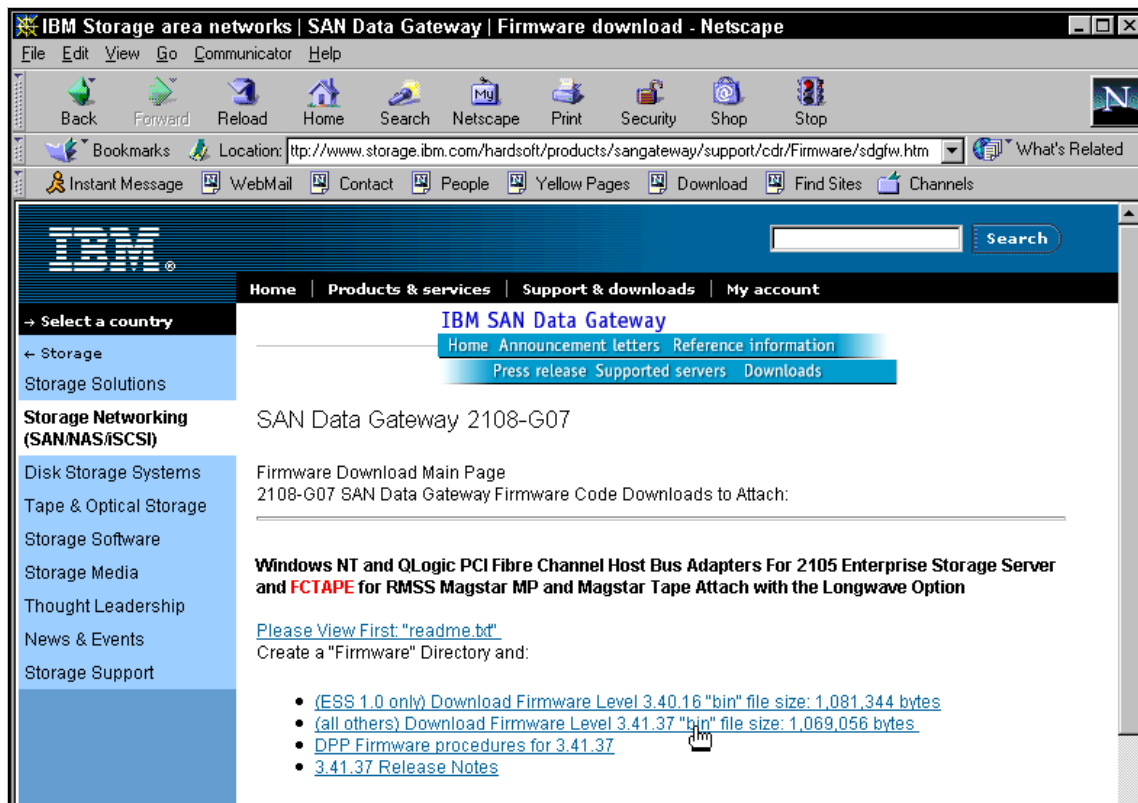 IBM Storage area networks | SAN Data Gateway | Firmware download - Netscape
File Edit View Go Communicator Help
Back Forward Reload Home Search Netscape Print Security Shop Stop
My
N
Bookmarks Location: ttp://www.storage.ibm.com/hardsoft/products/sangateway/support/cdr/Firmware/sdgfw.htm What's Related
Instant Message WebMail Contact People Yellow Pages Download Find Sites Channels
IBM®
Search
Home | Products & services | Support & downloads | My account
→ Select a country
← Storage
Storage Solutions
Storage Networking
(SAN/NAS/iSCSI)
Disk Storage Systems
Tape & Optical Storage
Storage Software
Storage Media
Thought Leadership
News & Events
Storage Support
IBM SAN Data Gateway
Home Announcement letters Reference information
Press release Supported servers Downloads
SAN Data Gateway 2108-G07
Firmware Download Main Page
2108-G07 SAN Data Gateway Firmware Code Downloads to Attach:
Windows NT and QLogic PCI Fibre Channel Host Bus Adapters For 2105 Enterprise Storage Server
and FCTAPE for RMSS Magstar MP and Magstar Tape Attach with the Longwave Option
Please View First: "readme.txt"
Create a "Firmware" Directory and:
• (ESS 1.0 only) Download Firmware Level 3.40.16 "bin" file size: 1,081,344 bytes
• (all others) Download Firmware Level 3.41.37 "bin" file size: 1,069,056 bytes
• DPP Firmware procedures for 3.41.37
• 3.41.37 Release Notes